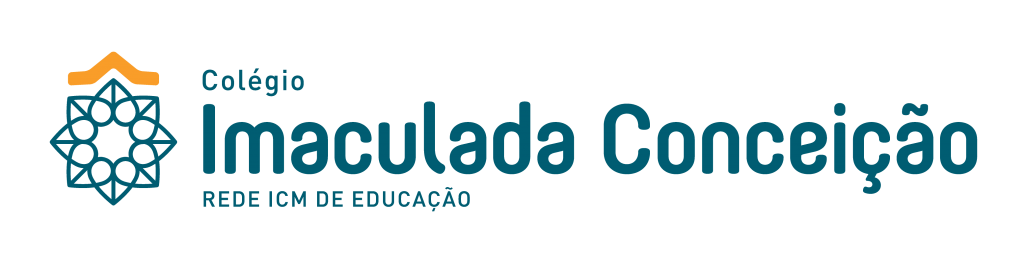 Colégio
Imaculada Conceição
REDE ICM DE EDUCAÇÃO